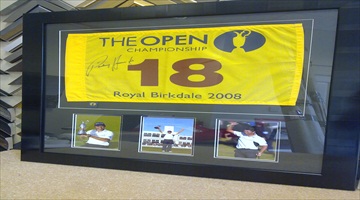 THE OPEN
CHAMPIONSHIP
18
Royal Birkdale 2008